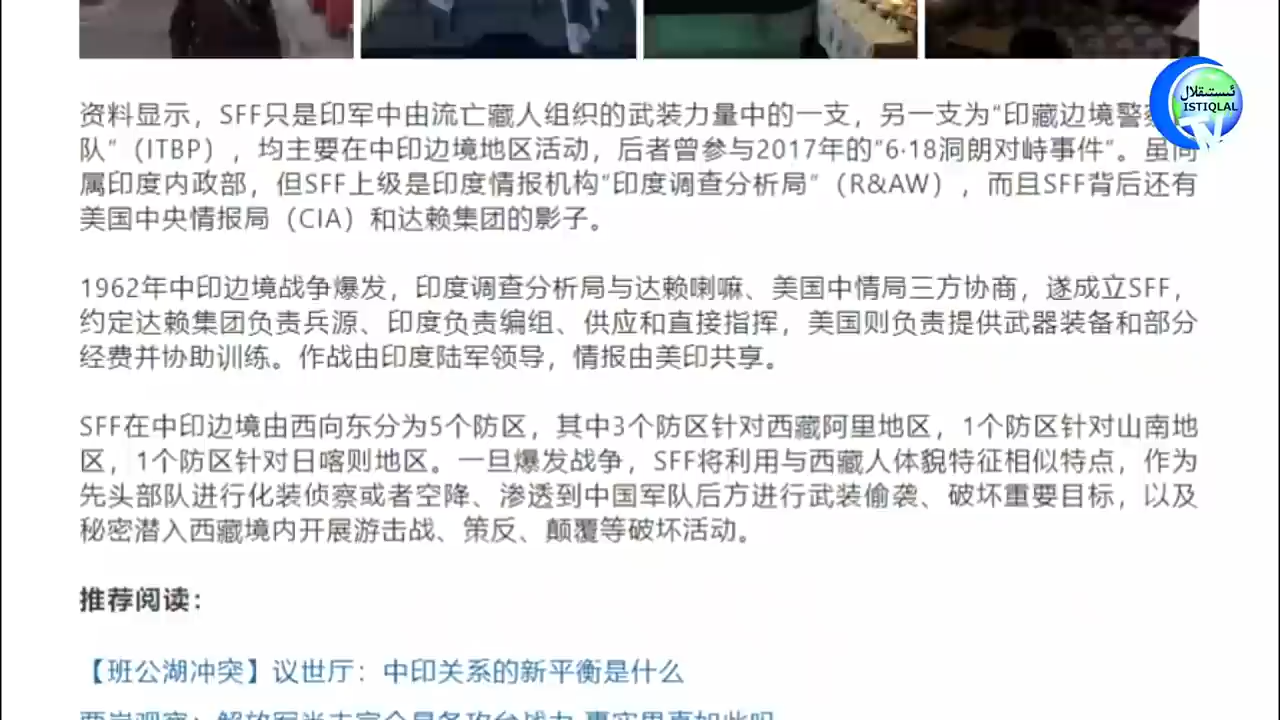 资料显示，SFF只是印军中由流亡藏人组织的武装力量中的一支，另一支为“印藏边境警
队”（ITBP），均主要在中印边境地区活动，后者曾参与2017年的“6·18洞朗对峙事件”。虽同
属印度内政部，但SFF上级是印度情报机构“印度调查分析局”（R&AW），而且SFF背后还有
美国中央情报局（CIA）和达赖集团的影子。
1962年中印边境战争爆发，印度调查分析局与达赖喇嘛、美国中情局三方协商，遂成立SFF，
约定达赖集团负责兵源、印度负责编组、供应和直接指挥，美国则负责提供武器装备和部分
经费并协助训练。作战由印度陆军领导，情报由美印共享。
SFF在中印边境由西向东分为5个防区，其中3个防区针对西藏阿里地区，1个防区针对山南地
区，1个防区针对日喀则地区。一旦爆发战争，SFF将利用与西藏人体貌特征相似特点，作为
先头部队进行化装侦察或者空降、渗透到中国军队后方进行武装偷袭、破坏重要目标，以及
秘密潜入西藏境内开展游击战、策反、颠覆等破坏活动。
推荐阅读：
【班公湖冲突】议世厅：中印关系的新平衡是什么
ئىستىقلال
ISTIQLAL
TV